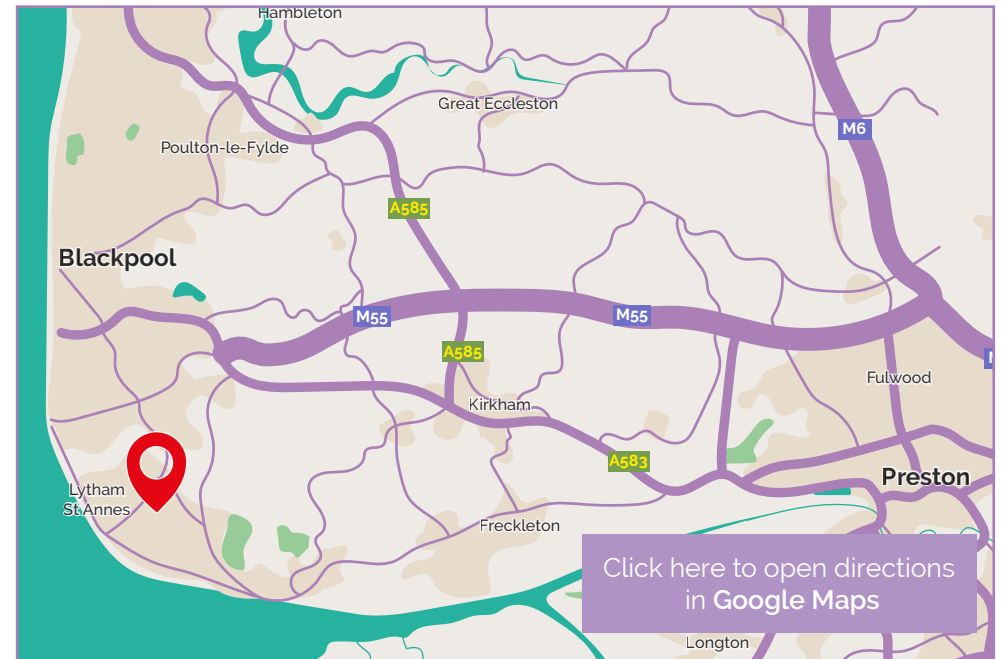 Hambleton
Great Eccleston
M6
Poulton-le-Fylde
A585
Blackpool
M55
M55
A585
Fulwood
Kirkham
A583
Preston
Lytham
St Annes
Freckleton
Click here to open directions
in Google Maps
Longton